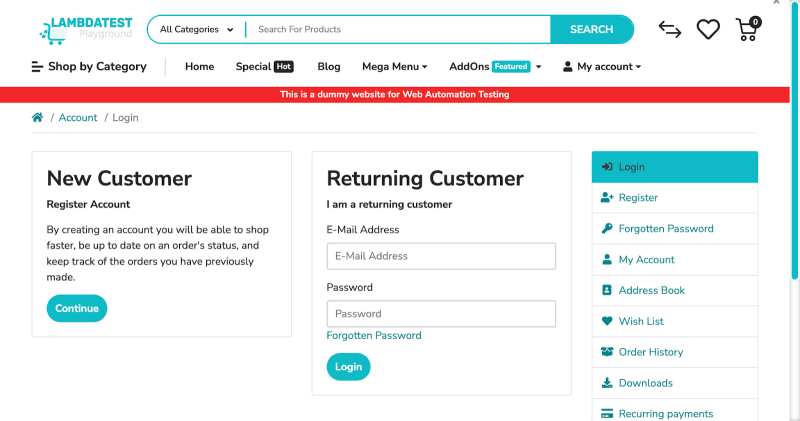 LAMBDATEST
Playground
All Categories
Search For Products
SEARCH
0
Shop by Category
Home
Special Hot
Blog
Mega Menu
AddOns Featured
My account
This is a dummy website for Web Automation Testing
/ Account / Login
New Customer
Register Account
By creating an account you will be able to shop
faster, be up to date on an order's status, and
keep track of the orders you have previously
made.
Continue
Returning Customer
I am a returning customer
E-Mail Address
E-Mail Address
Password
Password
Forgotten Password
Login
Login
Register
Forgotten Password
My Account
Address Book
Wish List
Order History
Downloads
Recurring payments